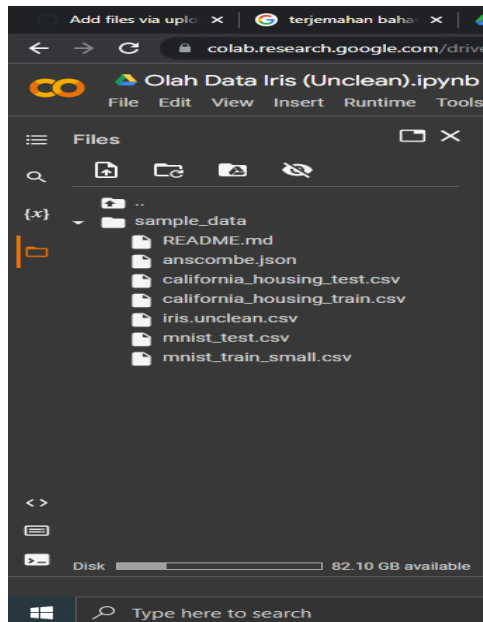 Add files via uplo
terjemahan baha
colab.research.google.com/drive
CO Olah Data Iris (Unclean).ipynb
File Edit View Insert Runtime Tools
Files
..
{x} sample_data
README.md
anscombe.json
california_housing_test.csv
california_housing_train.csv
iris.unclean.csv
mnist_test.csv
mnist_train_small.csv
< >
Disk 82.10 GB available
Type here to search